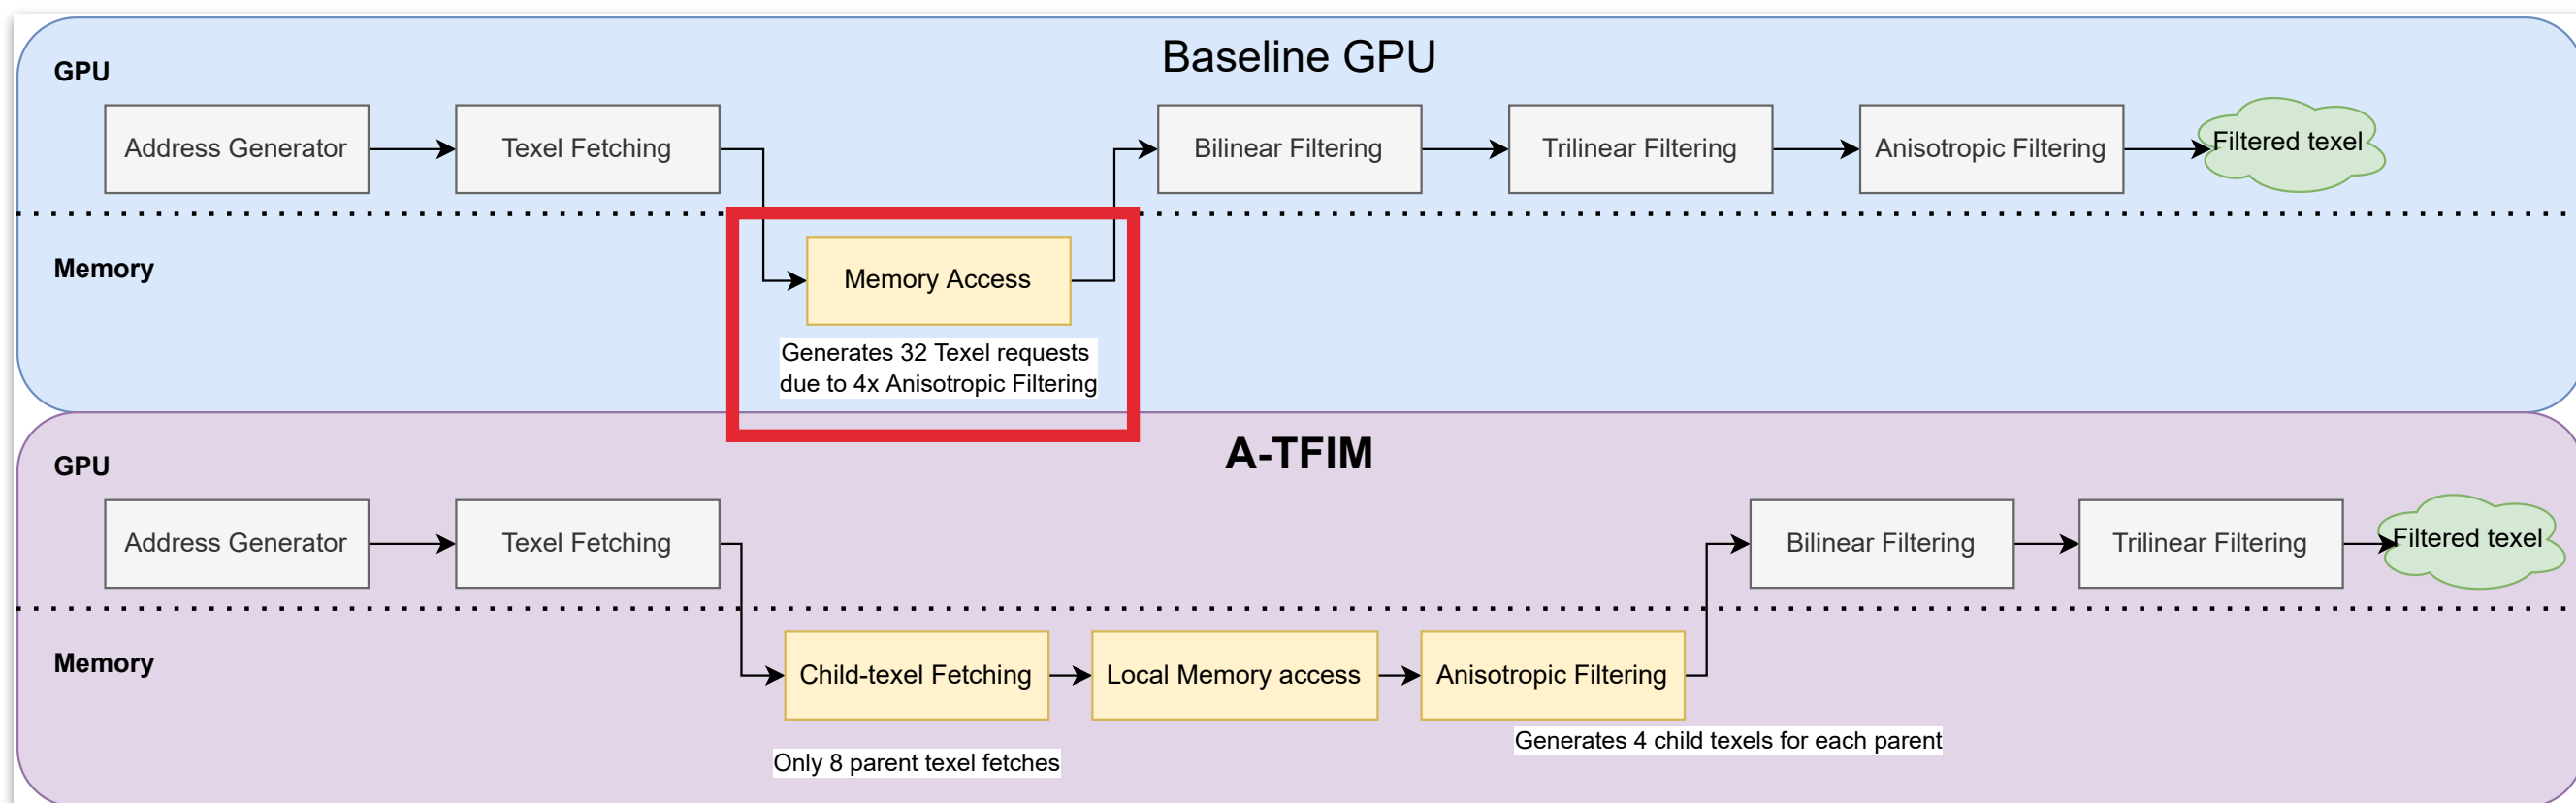 Baseline GPU
GPU
Address Generator
Texel Fetching
Bilinear Filtering
Trilinear Filtering
Anisotropic Filtering
Filtered texel
Memory
Memory Access
Generates 32 Texel requests
due to 4x Anisotropic Filtering
A-TFIM
GPU
Address Generator
Texel Fetching
Bilinear Filtering
Trilinear Filtering
Filtered texel
Memory
Child-texel Fetching
Local Memory access
Anisotropic Filtering
Only 8 parent texel fetches
Generates 4 child texels for each parent